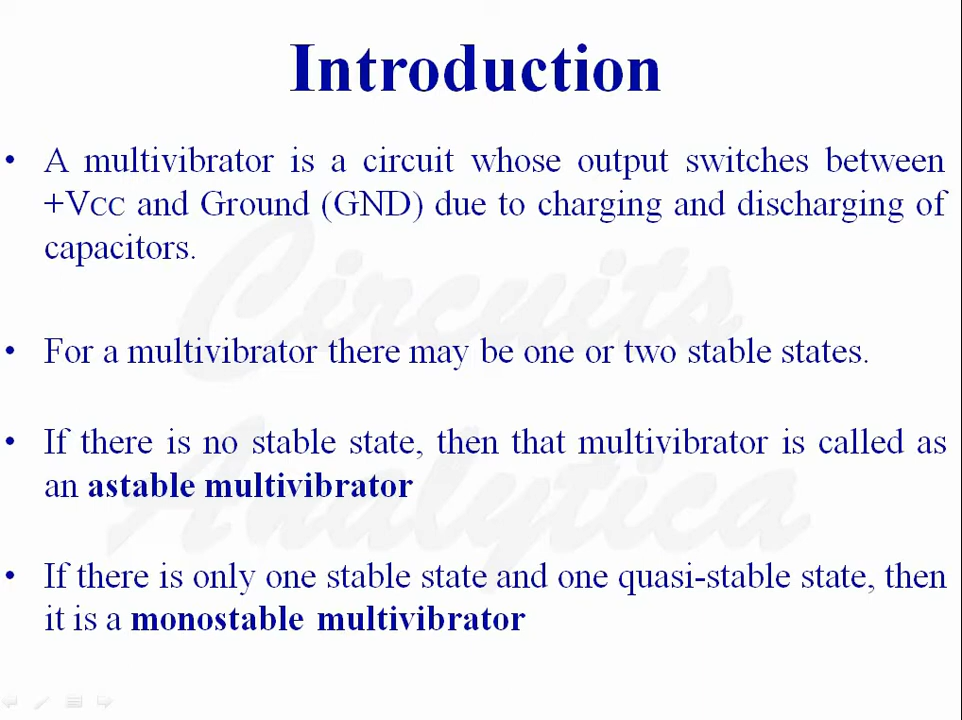 Introduction
• A multivibrator is a circuit whose output switches between
+VCC and Ground (GND) due to charging and discharging of
capacitors.
• For a multivibrator there may be one or two stable states.
• If there is no stable state, then that multivibrator is called as
an astable multivibrator
• If there is only one stable state and one quasi-stable state, then
it is a monostable multivibrator
Circuits
Analytica